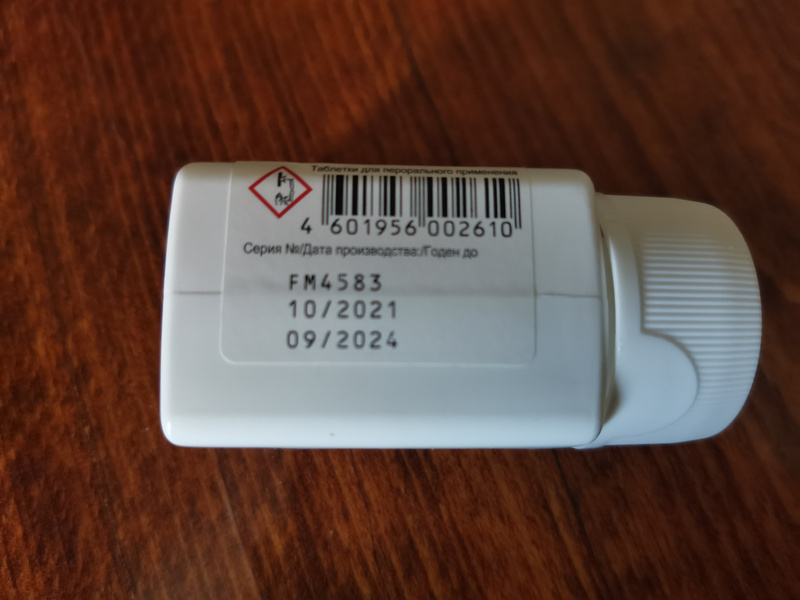 Таблетки для перорального применения
4 601956 002610
Серия №/Дата производства:/Годен до
FM4583
10/2021
09/2024